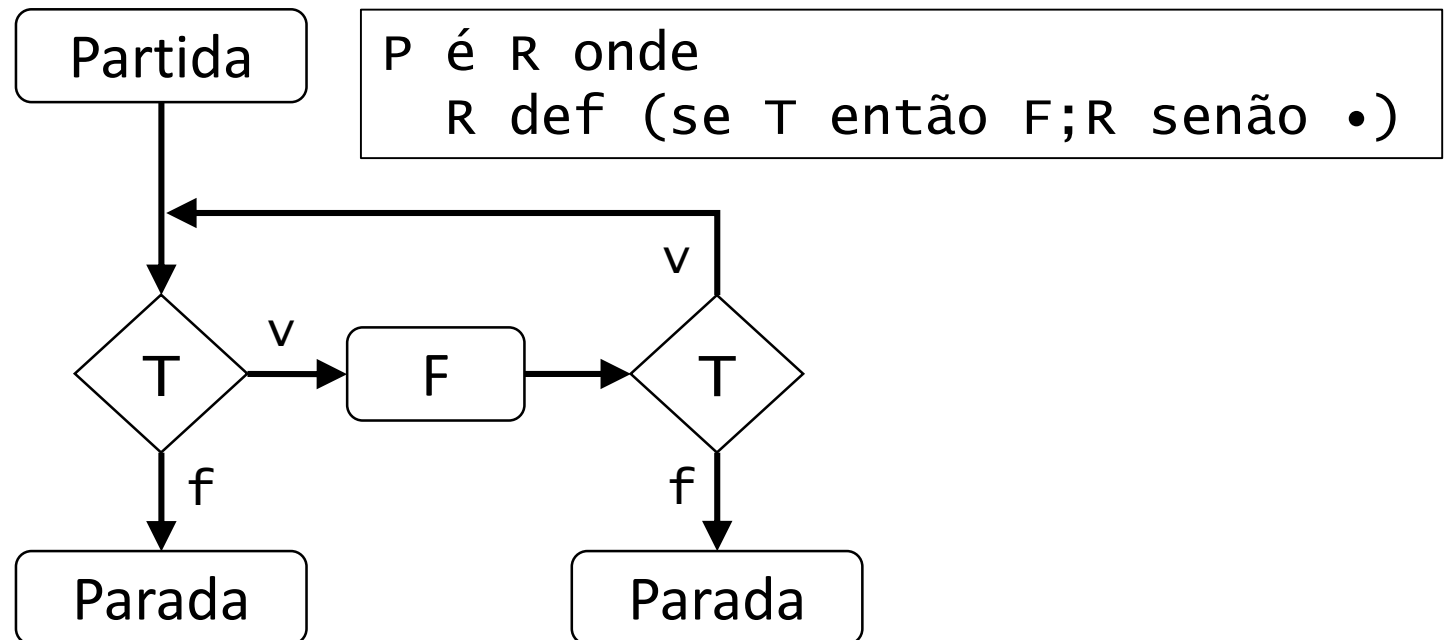 Partida
P é R onde
R def (se T então F;R senão •)
v
v
T
F
T
f
f
Parada
Parada